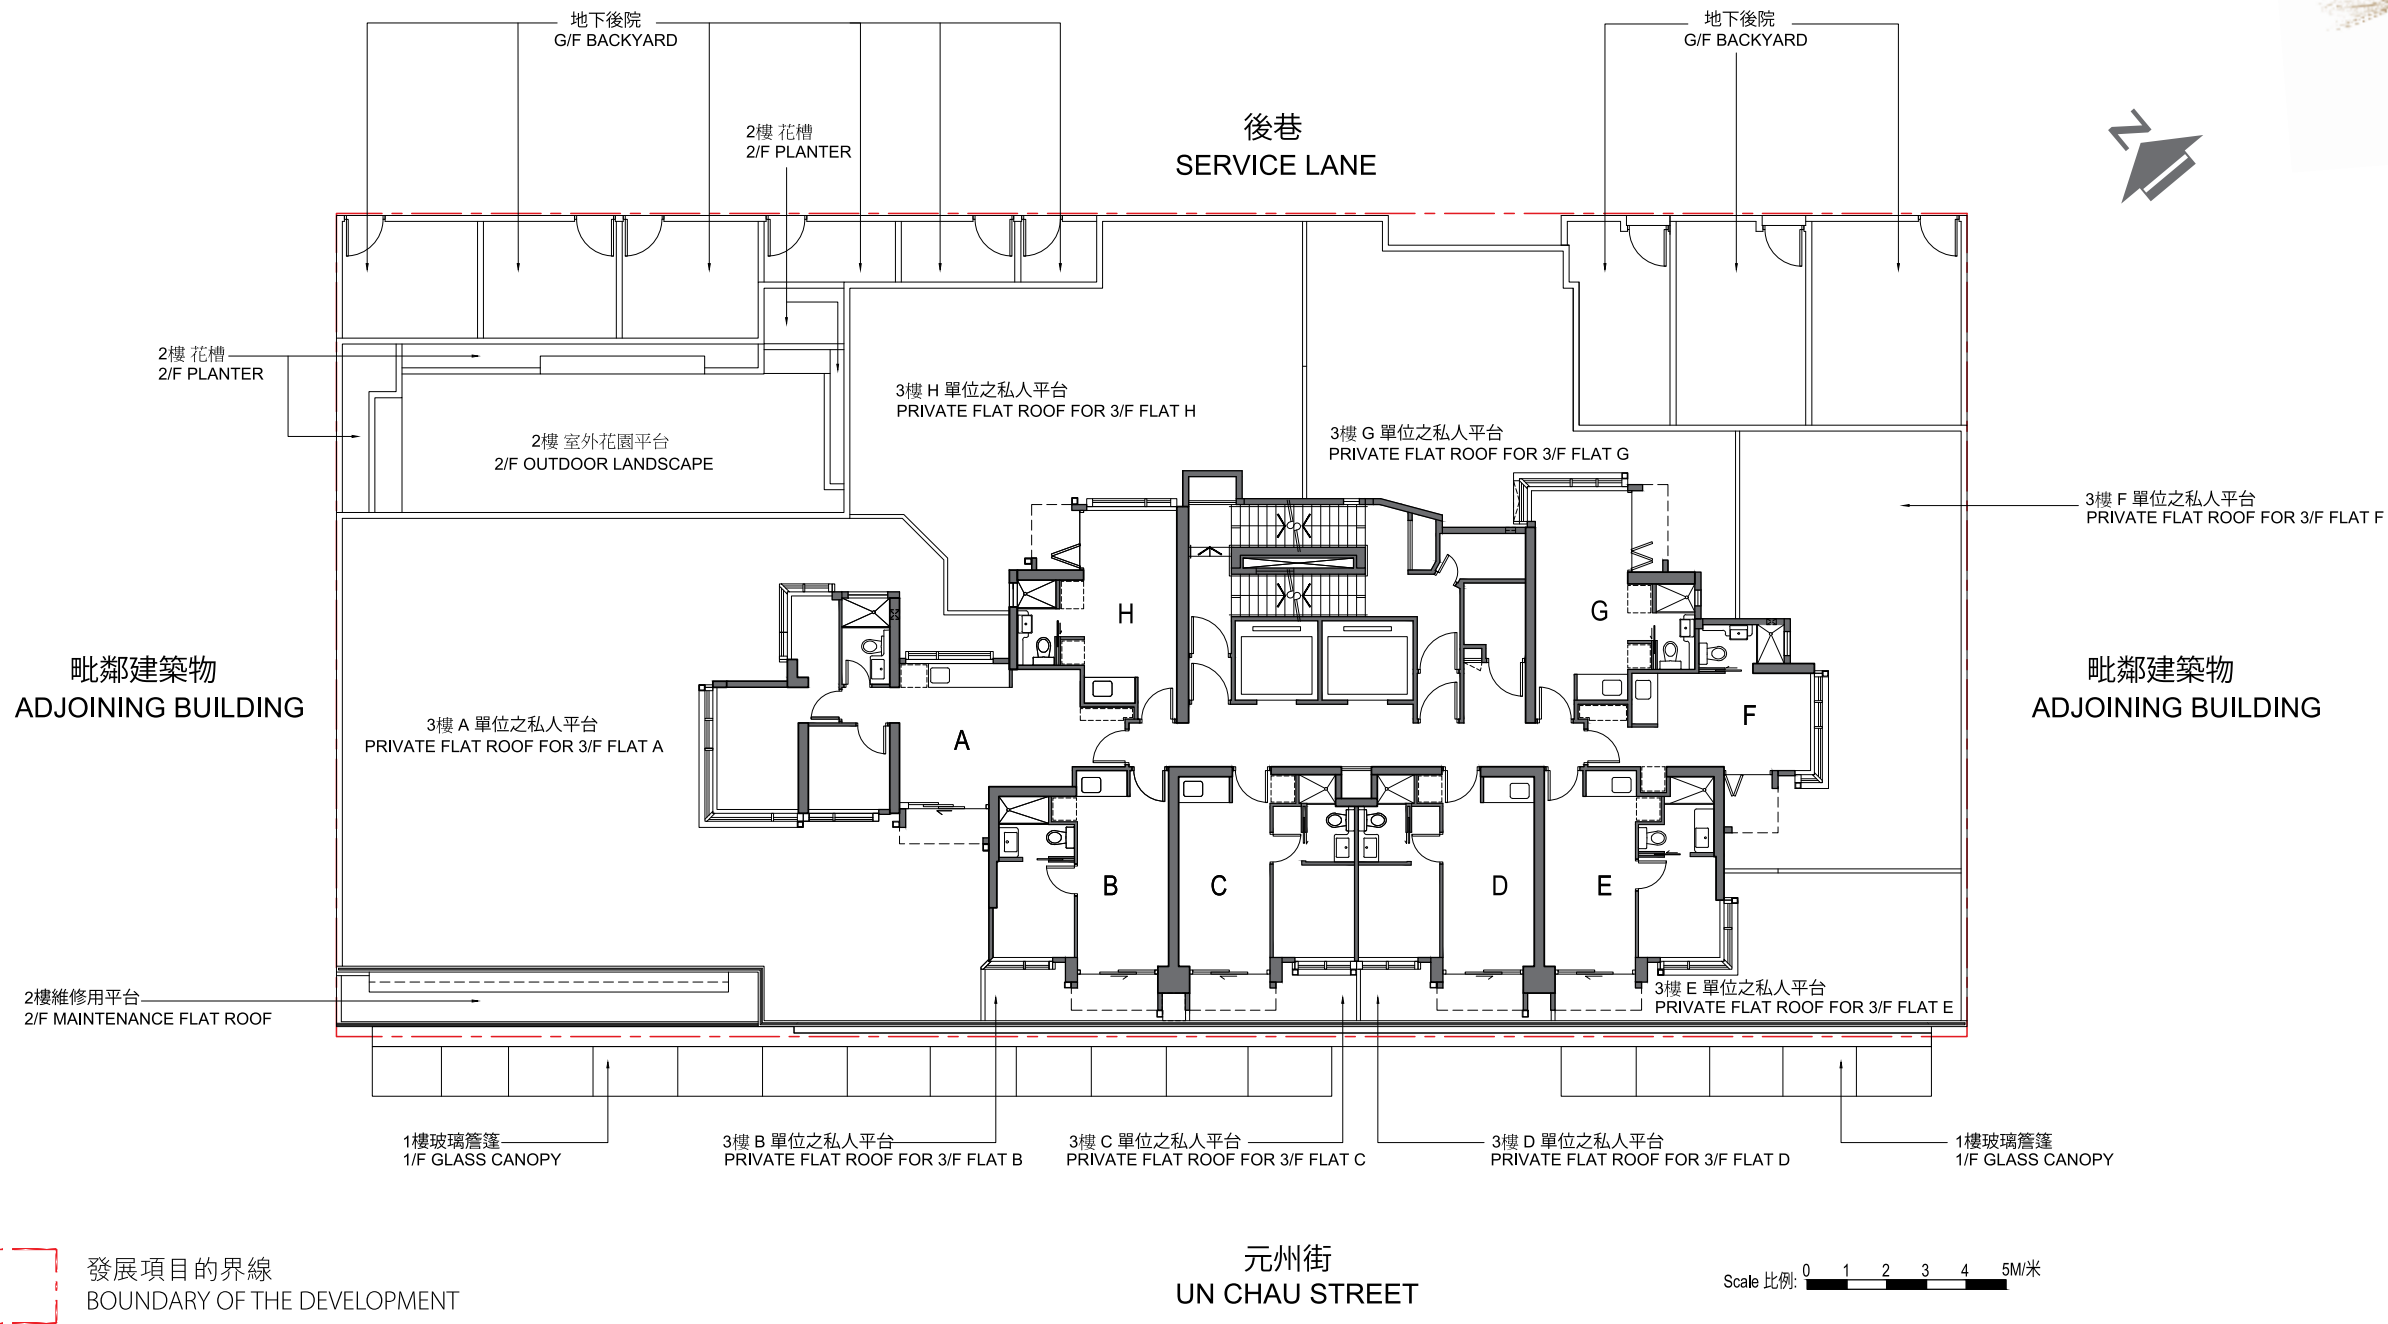 地下後院
G/F BACKYARD
地下後院
G/F BACKYARD
2樓 花槽
2/F PLANTER
後巷
SERVICE LANE
N
2樓 花槽
2/F PLANTER
3樓 H 單位之私人平台
PRIVATE FLAT ROOF FOR 3/F FLAT H
2樓 室外花園平台
2/F OUTDOOR LANDSCAPE
3樓 G 單位之私人平台
PRIVATE FLAT ROOF FOR 3/F FLAT G
3樓 F 單位之私人平台
PRIVATE FLAT ROOF FOR 3/F FLAT F
H
G
毗鄰建築物
ADJOINING BUILDING
毗鄰建築物
ADJOINING BUILDING
3樓 A 單位之私人平台
PRIVATE FLAT ROOF FOR 3/F FLAT A
A
F
B
C
D
E
2樓維修用平台
2/F MAINTENANCE FLAT ROOF
3樓 E 單位之私人平台
PRIVATE FLAT ROOF FOR 3/F FLAT E
1樓玻璃簷篷
1/F GLASS CANOPY
3樓 B 單位之私人平台
PRIVATE FLAT ROOF FOR 3/F FLAT B
3樓 C 單位之私人平台
PRIVATE FLAT ROOF FOR 3/F FLAT C
3樓 D 單位之私人平台
PRIVATE FLAT ROOF FOR 3/F FLAT D
1樓玻璃簷篷
1/F GLASS CANOPY
發展項目的界線
BOUNDARY OF THE DEVELOPMENT
元州街
UN CHAU STREET
Scale 比例: 0 1 2 3 4 5M/米